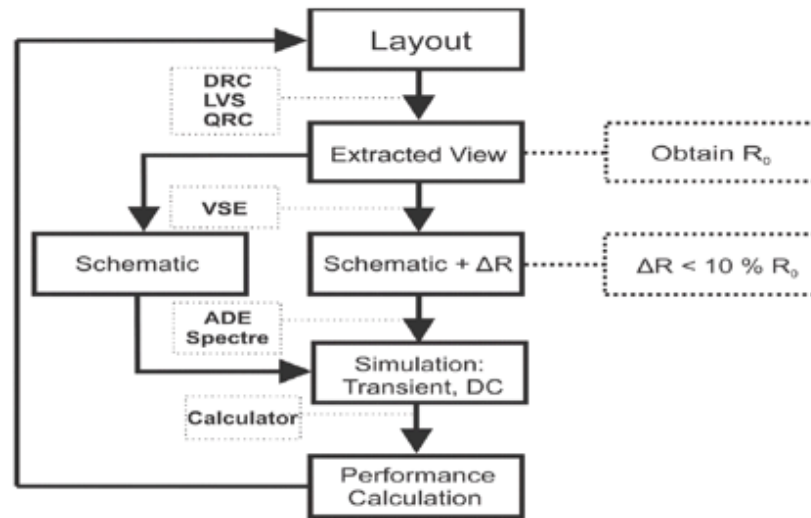 Layout
DRC
LVS
QRC
Extracted View
Obtain R₀
VSE
Schematic
Schematic + ΔR
ΔR < 10 % R₀
ADE
Spectre
Simulation:
Transient, DC
Calculator
Performance
Calculation